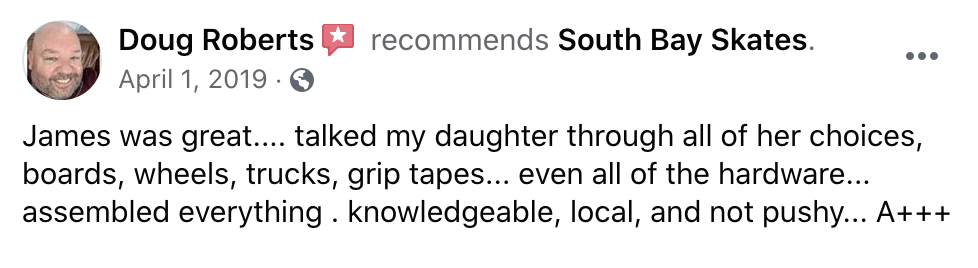 Doug Roberts recommends South Bay Skates.
April 1, 2019 ·
James was great.... talked my daughter through all of her choices,
boards, wheels, trucks, grip tapes... even all of the hardware...
assembled everything . knowledgeable, local, and not pushy... A+++